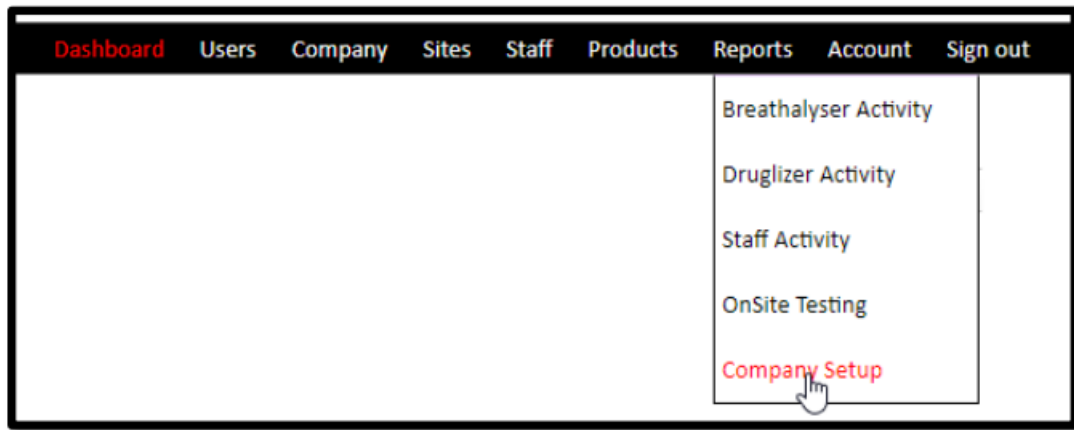 Dashboard Users Company Sites Staff Products Reports Account Sign out
Breathalyser Activity
Druglizer Activity
Staff Activity
OnSite Testing
Company Setup